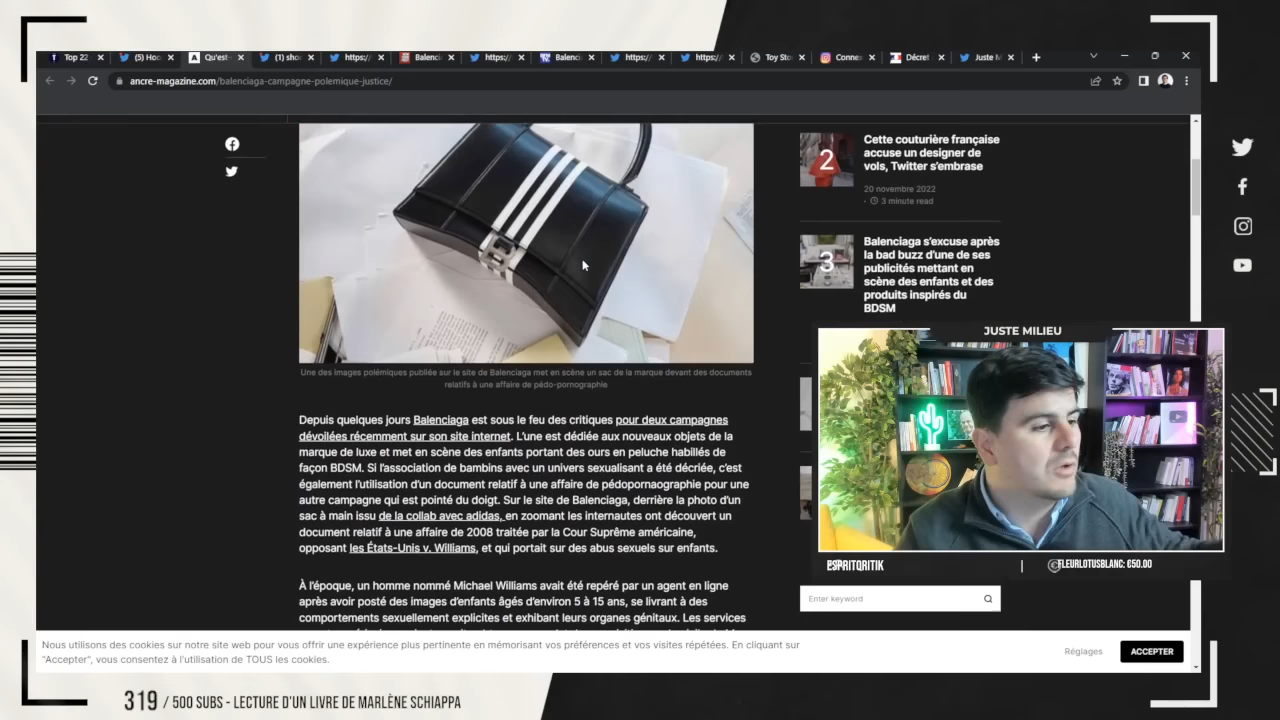 Top 22
(5) Hoo
Qu'est-
(1) sho
https:/
Balenci
https:/
Balenci
https:/
https:/
Toy Sto
Connex
Décret
Juste M
ancre-magazine.com/balenciaga-campagne-polemique-justice/
Une des images polémiques publiée sur le site de Balenciaga met en scène un sac de la marque devant des documents
relatifs à une affaire de pédo-pornographie
Depuis quelques jours Balenciaga est sous le feu des critiques pour deux campagnes
dévoilées récemment sur son site internet. L'une est dédiée aux nouveaux objets de la
marque de luxe et met en scène des enfants portant des ours en peluche habillés de
façon BDSM. Si l'association de bambins avec un univers sexualisant a été décriée, c'est
également l'utilisation d'un document relatif à une affaire de pédopornaographie pour une
autre campagne qui est pointé du doigt. Sur le site de Balenciaga, derrière la photo d'un
sac à main issu de la collab avec adidas, en zoomant les internautes ont découvert un
document relatif à une affaire de 2008 traitée par la Cour Suprême américaine,
opposant les États-Unis v. Williams, et qui portait sur des abus sexuels sur enfants.
À l'époque, un homme nommé Michael Williams avait été repéré par un agent en ligne
après avoir posté des images d'enfants âgés d'environ 5 à 15 ans, se livrant à des
comportements sexuellement explicites et exhibant leurs organes génitaux. Les services
2
Cette couturière française
accuse un designer de
vols, Twitter s'embrase
20 novembre 2022
3 minute read
3
Balenciaga s'excuse après
la bad buzz d'une de ses
publicités mettant en
scène des enfants et des
produits inspirés du
BDSM
JUSTE MILIEU
FLEURLOTUSBLANC: €50.00
Enter keyword
Nous utilisons des cookies sur notre site web pour vous offrir une expérience plus pertinente en mémorisant vos préférences et vos visites répétées. En cliquant sur
"Accepter", vous consentez à l'utilisation de TOUS les cookies.
Réglages
ACCEPTER
319 / 500 SUBS - LECTURE D'UN LIVRE DE MARLÈNE SCHIAPPA